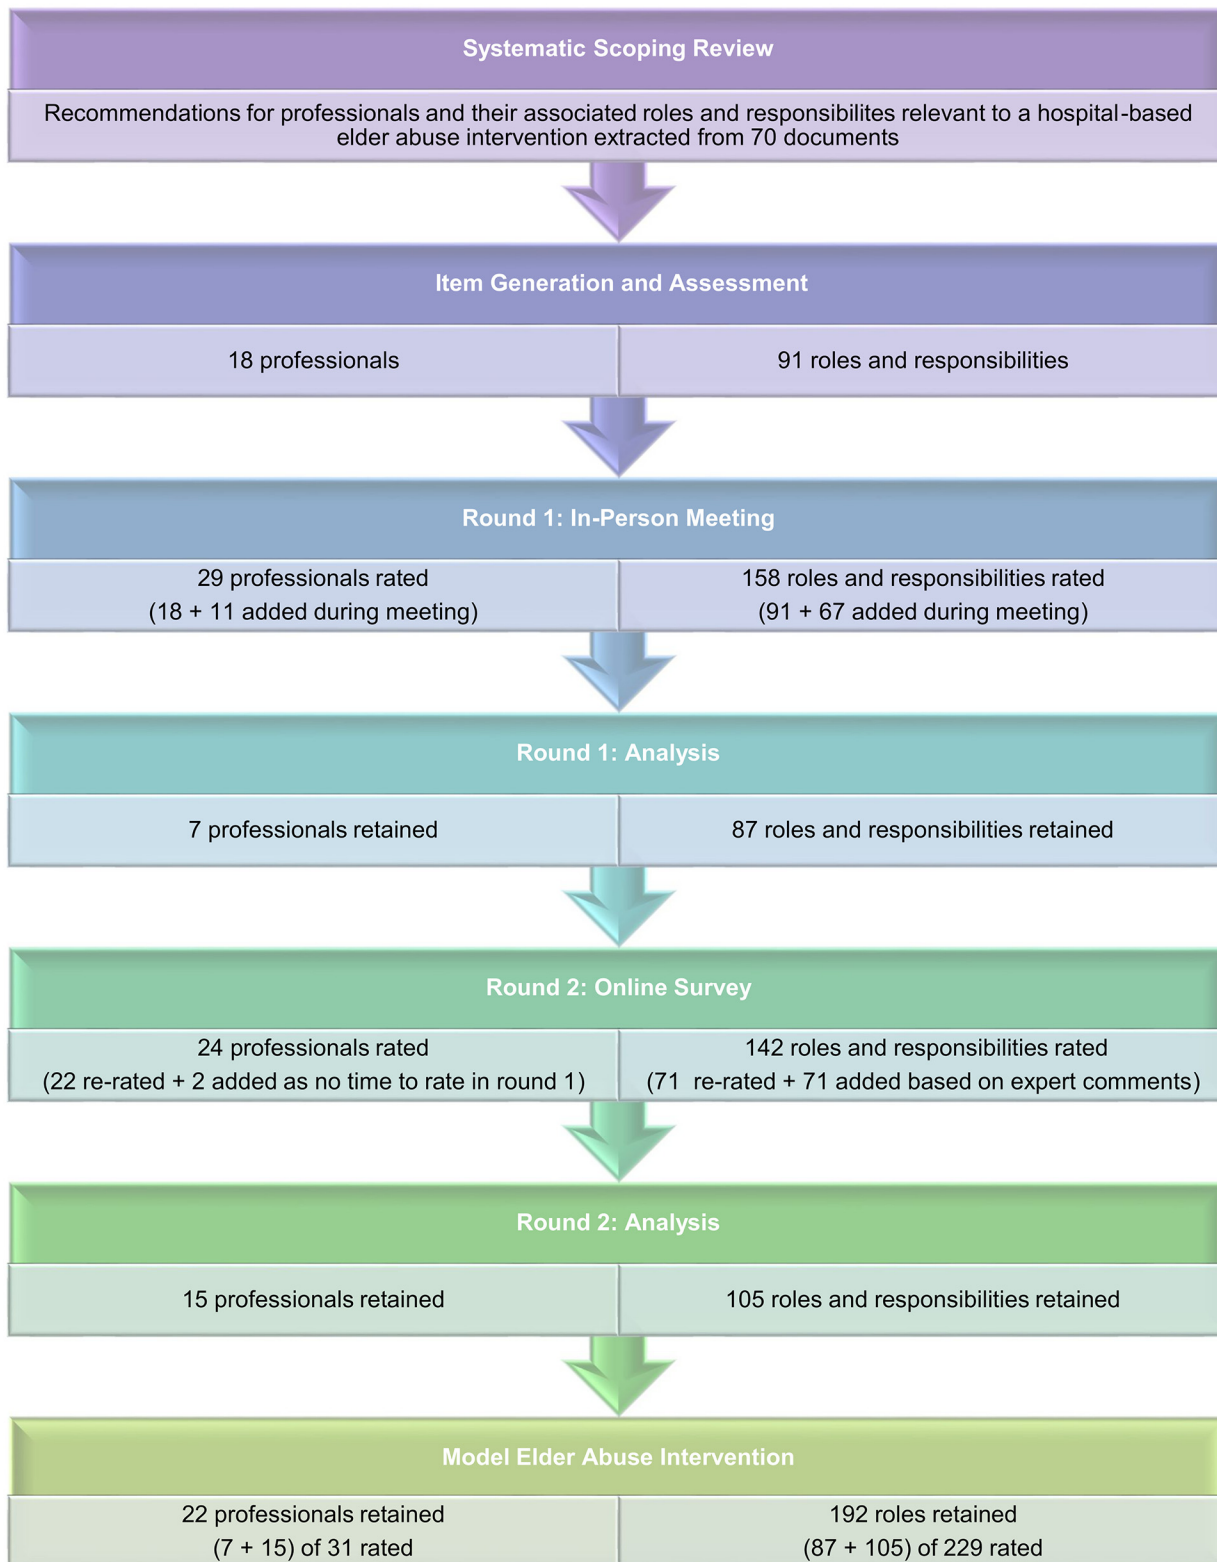 Systematic Scoping Review
Recommendations for professionals and their associated roles and responsibilites relevant to a hospital-based
elder abuse intervention extracted from 70 documents
Item Generation and Assessment
18 professionals
91 roles and responsibilities
Round 1: In-Person Meeting
29 professionals rated
(18 + 11 added during meeting)
158 roles and responsibilities rated
(91 + 67 added during meeting)
Round 1: Analysis
7 professionals retained
87 roles and responsibilities retained
Round 2: Online Survey
24 professionals rated
(22 re-rated + 2 added as no time to rate in round 1)
142 roles and responsibilities rated
(71 re-rated + 71 added based on expert comments)
Round 2: Analysis
15 professionals retained
105 roles and responsibilities retained
Model Elder Abuse Intervention
22 professionals retained
(7 + 15) of 31 rated
192 roles retained
(87 + 105) of 229 rated